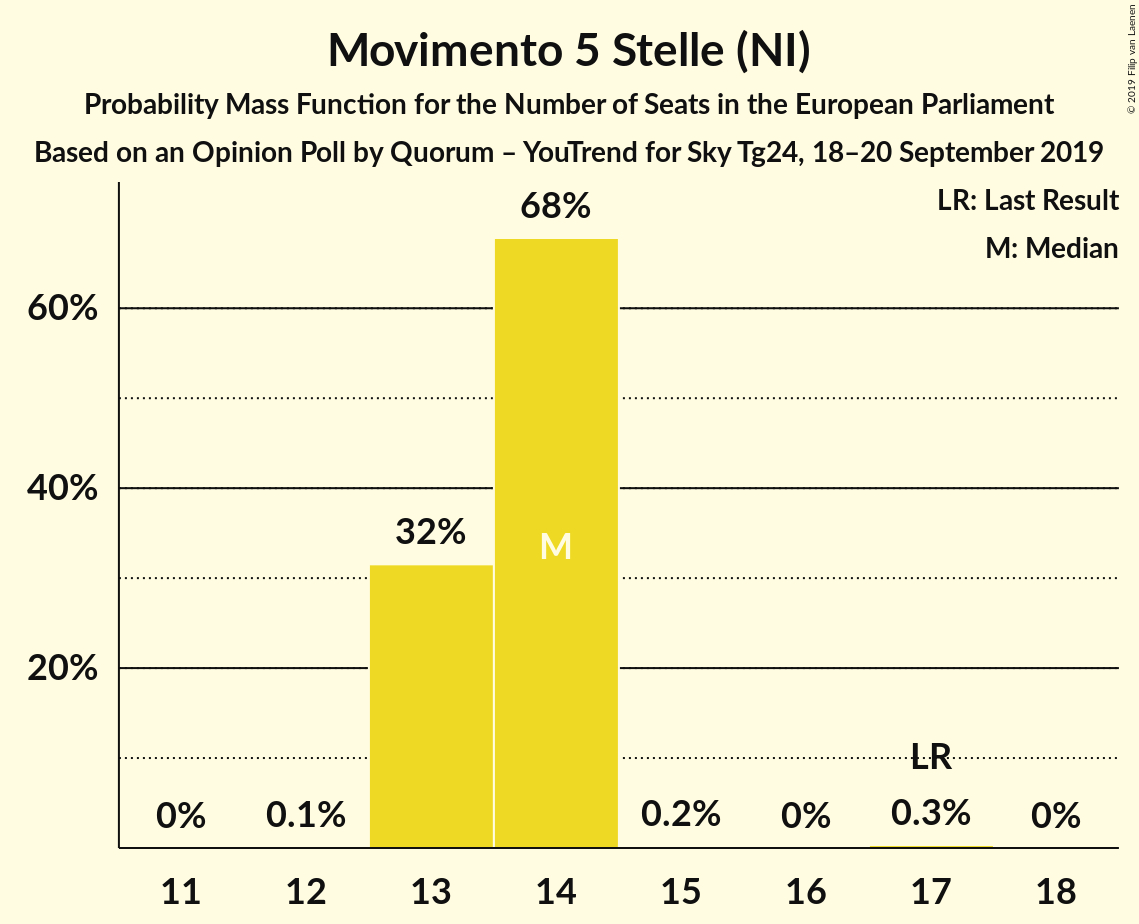 Movimento 5 Stelle (NI)
Probability Mass Function for the Number of Seats in the European Parliament
Based on an Opinion Poll by Quorum – YouTrend for Sky Tg24, 18–20 September 2019
© 2019 Filip van Laenen
LR: Last Result
M: Median
68%
60%
40%
32%
M
20%
LR
0%
0.1%
0.2%
0%
0.3%
0%
11
12
13
14
15
16
17
18